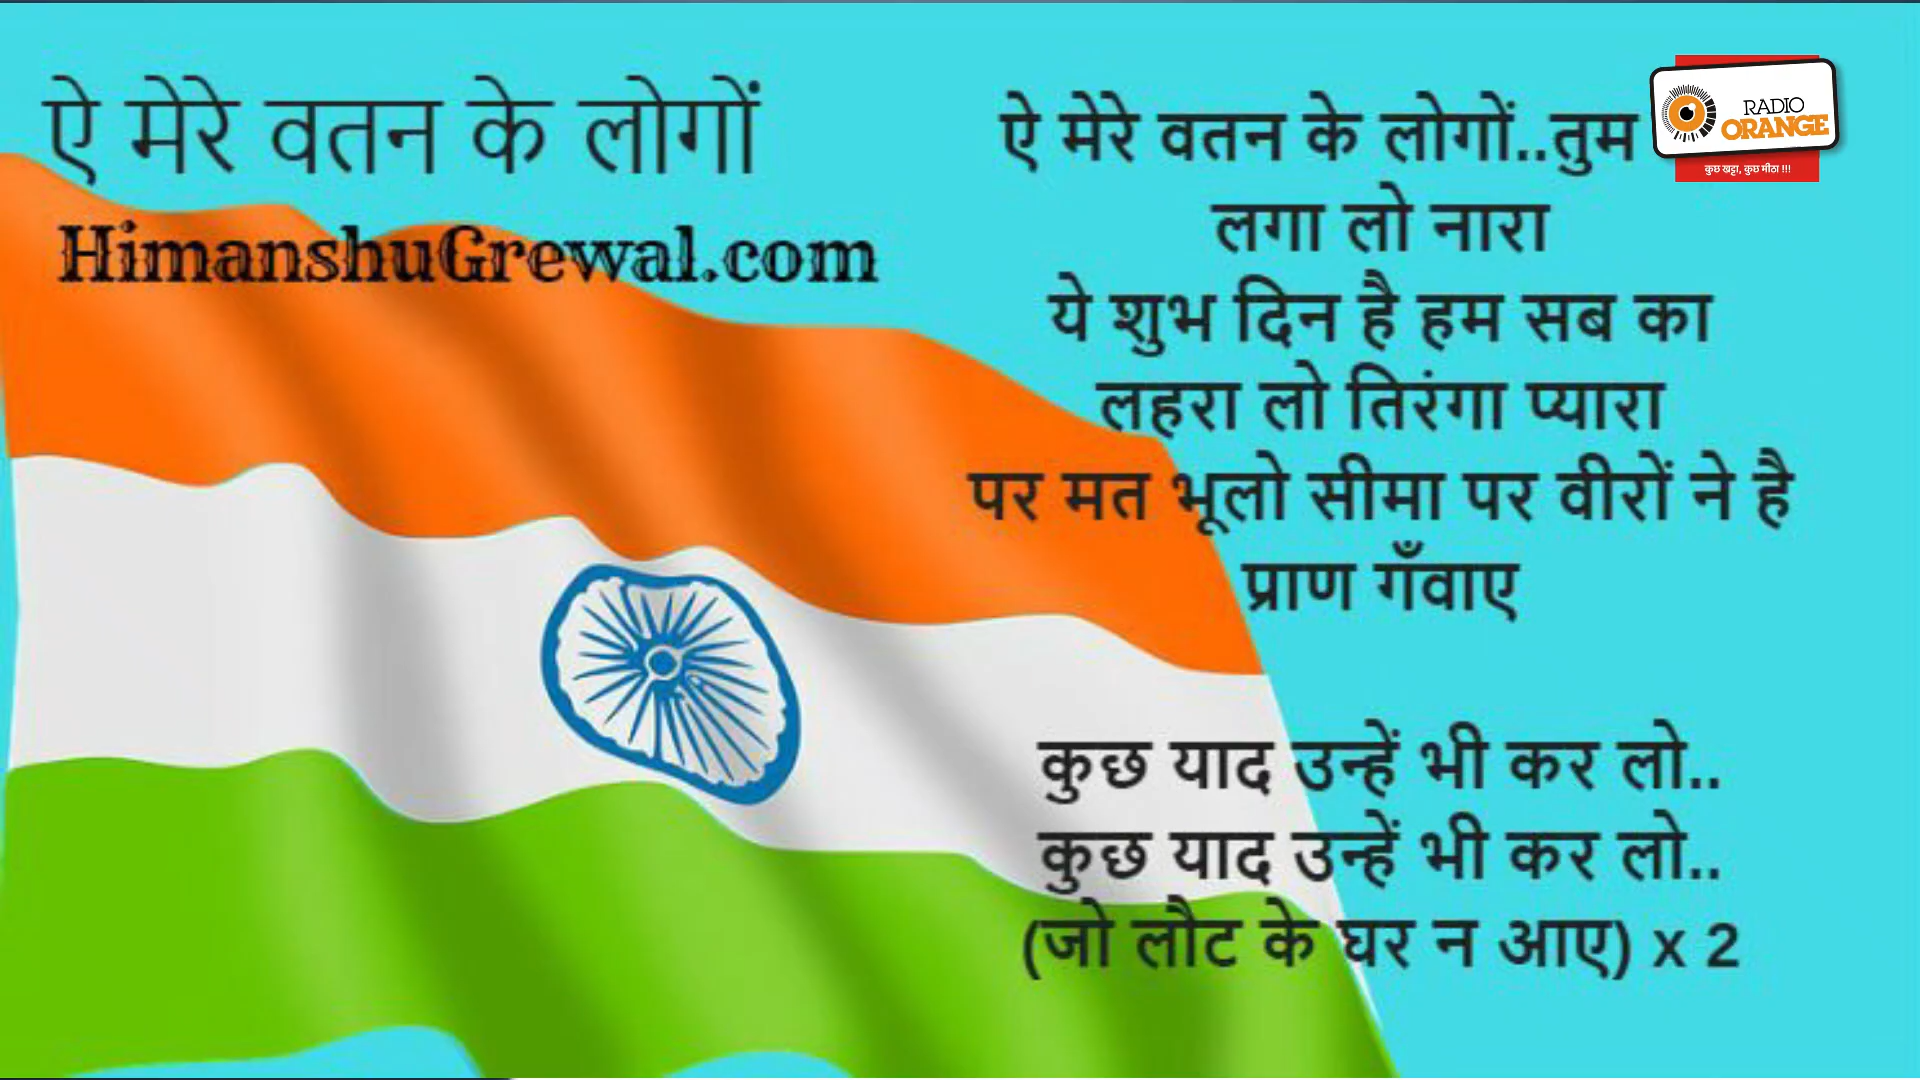 ऐ मेरे वतन के लोगों
HimanshuGrewal.com
ऐ मेरे वतन के लोगों..तुम
लगा लो नारा
ये शुभ दिन है हम सब का
लहरा लो तिरंगा प्यारा
पर मत भूलो सीमा पर वीरों ने है
प्राण गँवाए
कुछ याद उन्हें भी कर लो..
कुछ याद उन्हें भी कर लो..
(जो लौट के घर न आए) x 2
RADIO
ORANGE
कुछ खट्टा, कुछ मीठा !!!